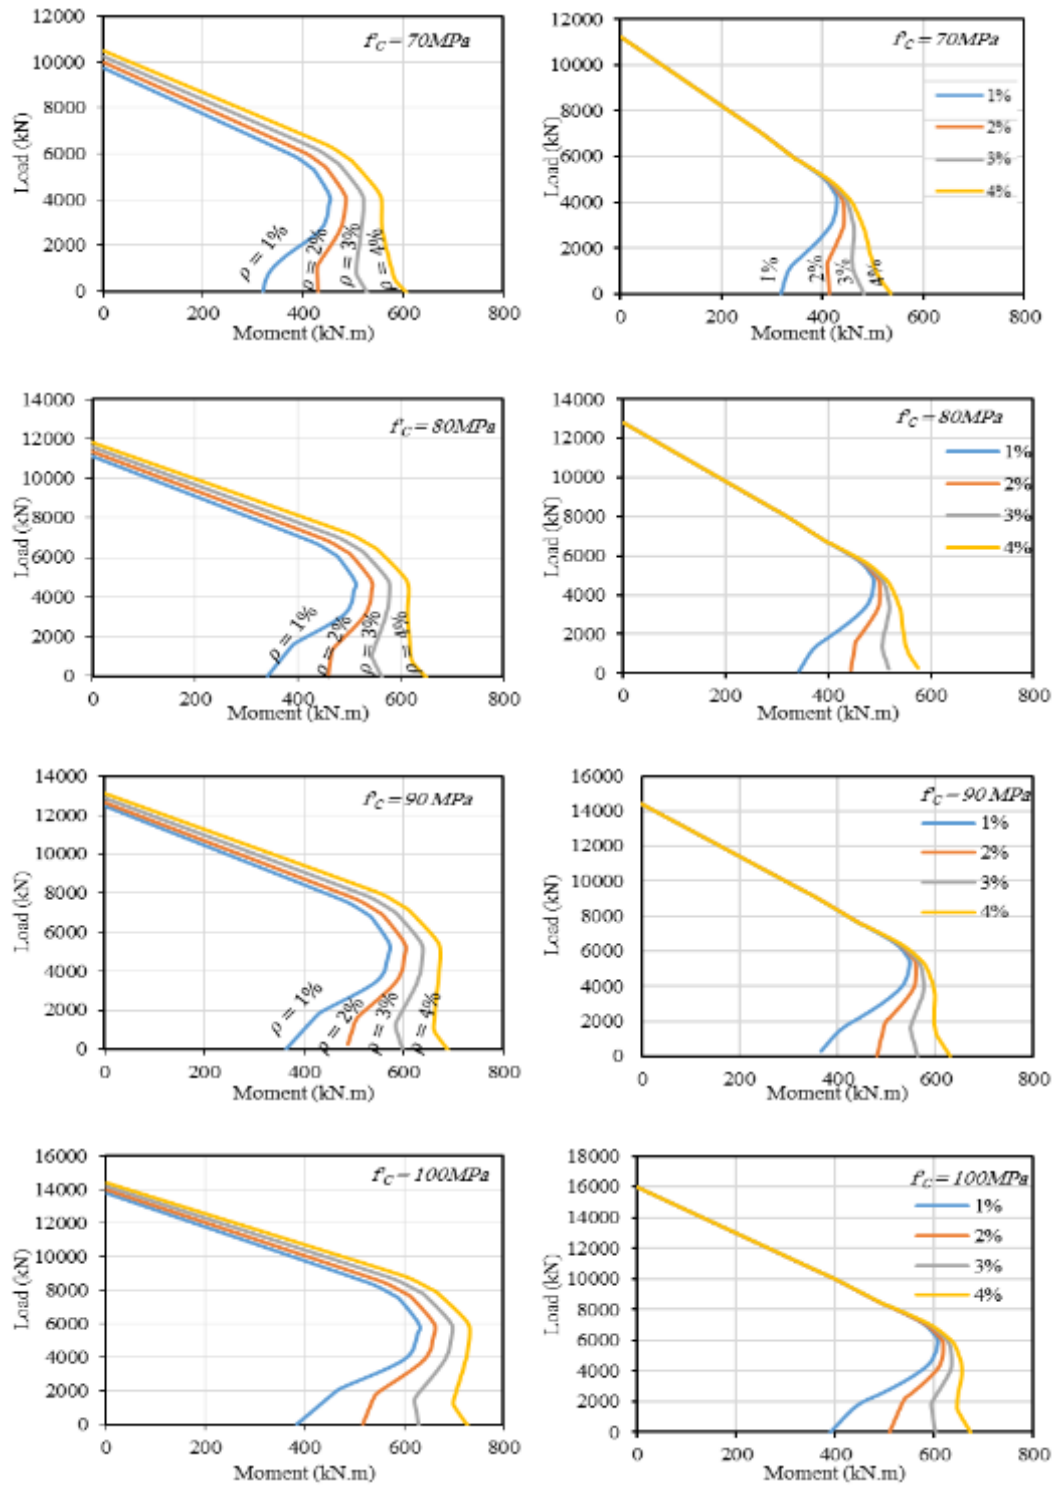 12000
10000
8000
6000
4000
2000
0
Load (kN)
f'C = 70MPa
ρ = 1%
ρ = 2%
ρ = 3%
ρ = 4%
0 200 400 600 800
Moment (kN.m)
12000
10000
8000
6000
4000
2000
0
Load (kN)
f'C = 70MPa
1%
2%
3%
4%
1%
2%
3%
4%
0 200 400 600 800
Moment (kN.m)
14000
12000
10000
8000
6000
4000
2000
0
Load (kN)
f'C = 80MPa
ρ = 1%
ρ = 2%
ρ = 3%
ρ = 4%
0 200 400 600 800
Moment (kN.m)
14000
12000
10000
8000
6000
4000
2000
0
Load (kN)
f'C = 80MPa
1%
2%
3%
4%
0 200 400 600 800
Moment (kN.m)
14000
12000
10000
8000
6000
4000
2000
0
Load (kN)
f'C = 90 MPa
ρ = 1%
ρ = 2%
ρ = 3%
ρ = 4%
0 200 400 600 800
Moment (kN.m)
16000
14000
12000
10000
8000
6000
4000
2000
0
Load (kN)
f'C = 90 MPa
1%
2%
3%
4%
0 200 400 600 800
Moment (kN.m)
16000
14000
12000
10000
8000
6000
4000
2000
0
Load (kN)
f'C = 100MPa
0 200 400 600 800
Moment (kN.m)
18000
16000
14000
12000
10000
8000
6000
4000
2000
0
Load (kN)
f'C = 100MPa
1%
2%
3%
4%
0 200 400 600 800
Moment (kN.m)